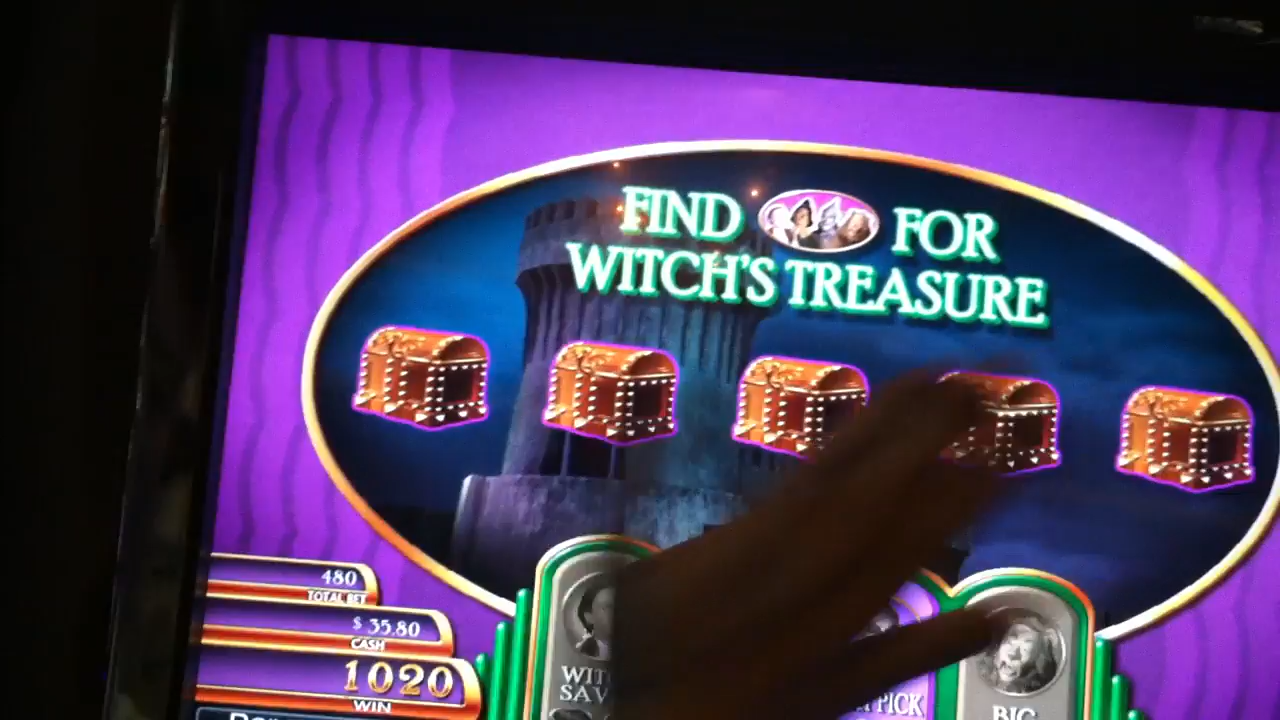 FIND FOR
WITCH'S TREASURE
480
TOTAL BET
$ 35.80
CASH
1020
WIN
PICK
BIG